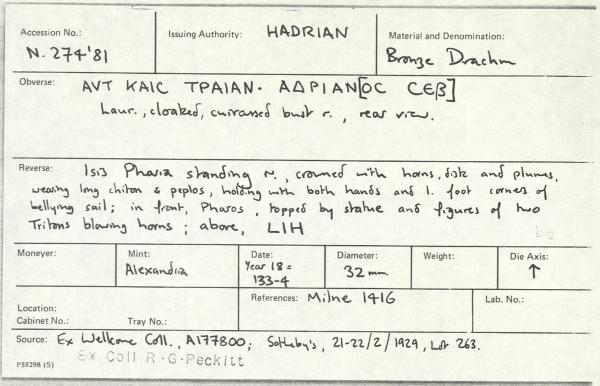 Accession No.: N.274'81
Issuing Authority: HADRIAN
Material and Denomination: Bronze Drachm
Obverse: AVT KAIC TPAIAN· AΔPIAN[OC CЄB]
Laur., cloaked, cuirassed bust r., rear view.
Reverse: Isis Pharia standing r., crowned with horns, disk and plumes,
wearing long chiton & peplos, holding with both hands and l. foot corners of
bellying sail; in front, Pharos, topped by statue and figures of two
Tritons blowing horns; above, LIH
Moneyer:
Mint: Alexandria
Date: Year 18 = 133-4
Diameter: 32 mm.
Weight:
Die Axis: ↑
Location:
Cabinet No.: Tray No.:
References: Milne 1416
Lab. No.:
Source: Ex Wellcome Coll., A177800; Sotheby's, 21-22/2/1929, Lot 263.
Ex Coll R·G·Peckitt
P55298 (S)